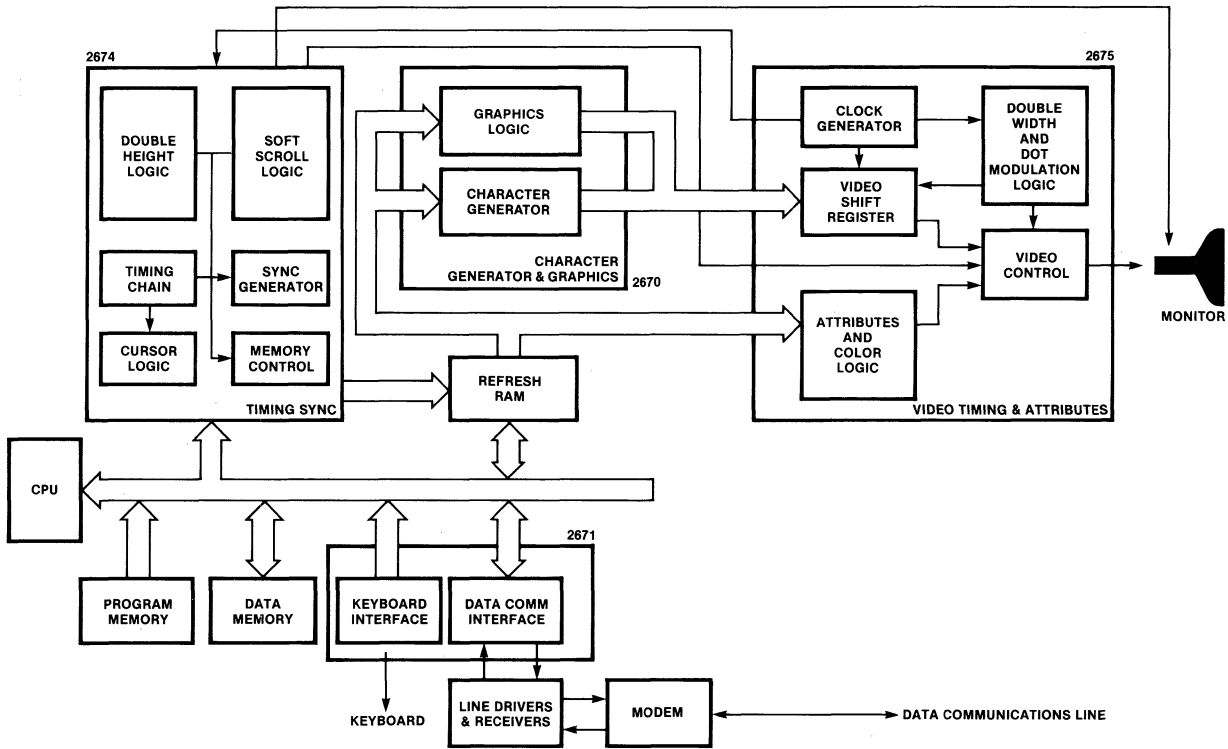 2674
DOUBLE
HEIGHT
LOGIC
SOFT
SCROLL
LOGIC
TIMING
CHAIN
SYNC
GENERATOR
CURSOR
LOGIC
MEMORY
CONTROL
TIMING SYNC
GRAPHICS
LOGIC
CHARACTER
GENERATOR
CHARACTER
GENERATOR & GRAPHICS
2670
REFRESH
RAM
2675
CLOCK
GENERATOR
DOUBLE
WIDTH
AND
DOT
MODULATION
LOGIC
VIDEO
SHIFT
REGISTER
VIDEO
CONTROL
ATTRIBUTES
AND
COLOR
LOGIC
VIDEO TIMING & ATTRIBUTES
MONITOR
CPU
PROGRAM
MEMORY
DATA
MEMORY
2671
KEYBOARD
INTERFACE
DATA COMM
INTERFACE
KEYBOARD
LINE DRIVERS
& RECEIVERS
MODEM
DATA COMMUNICATIONS LINE